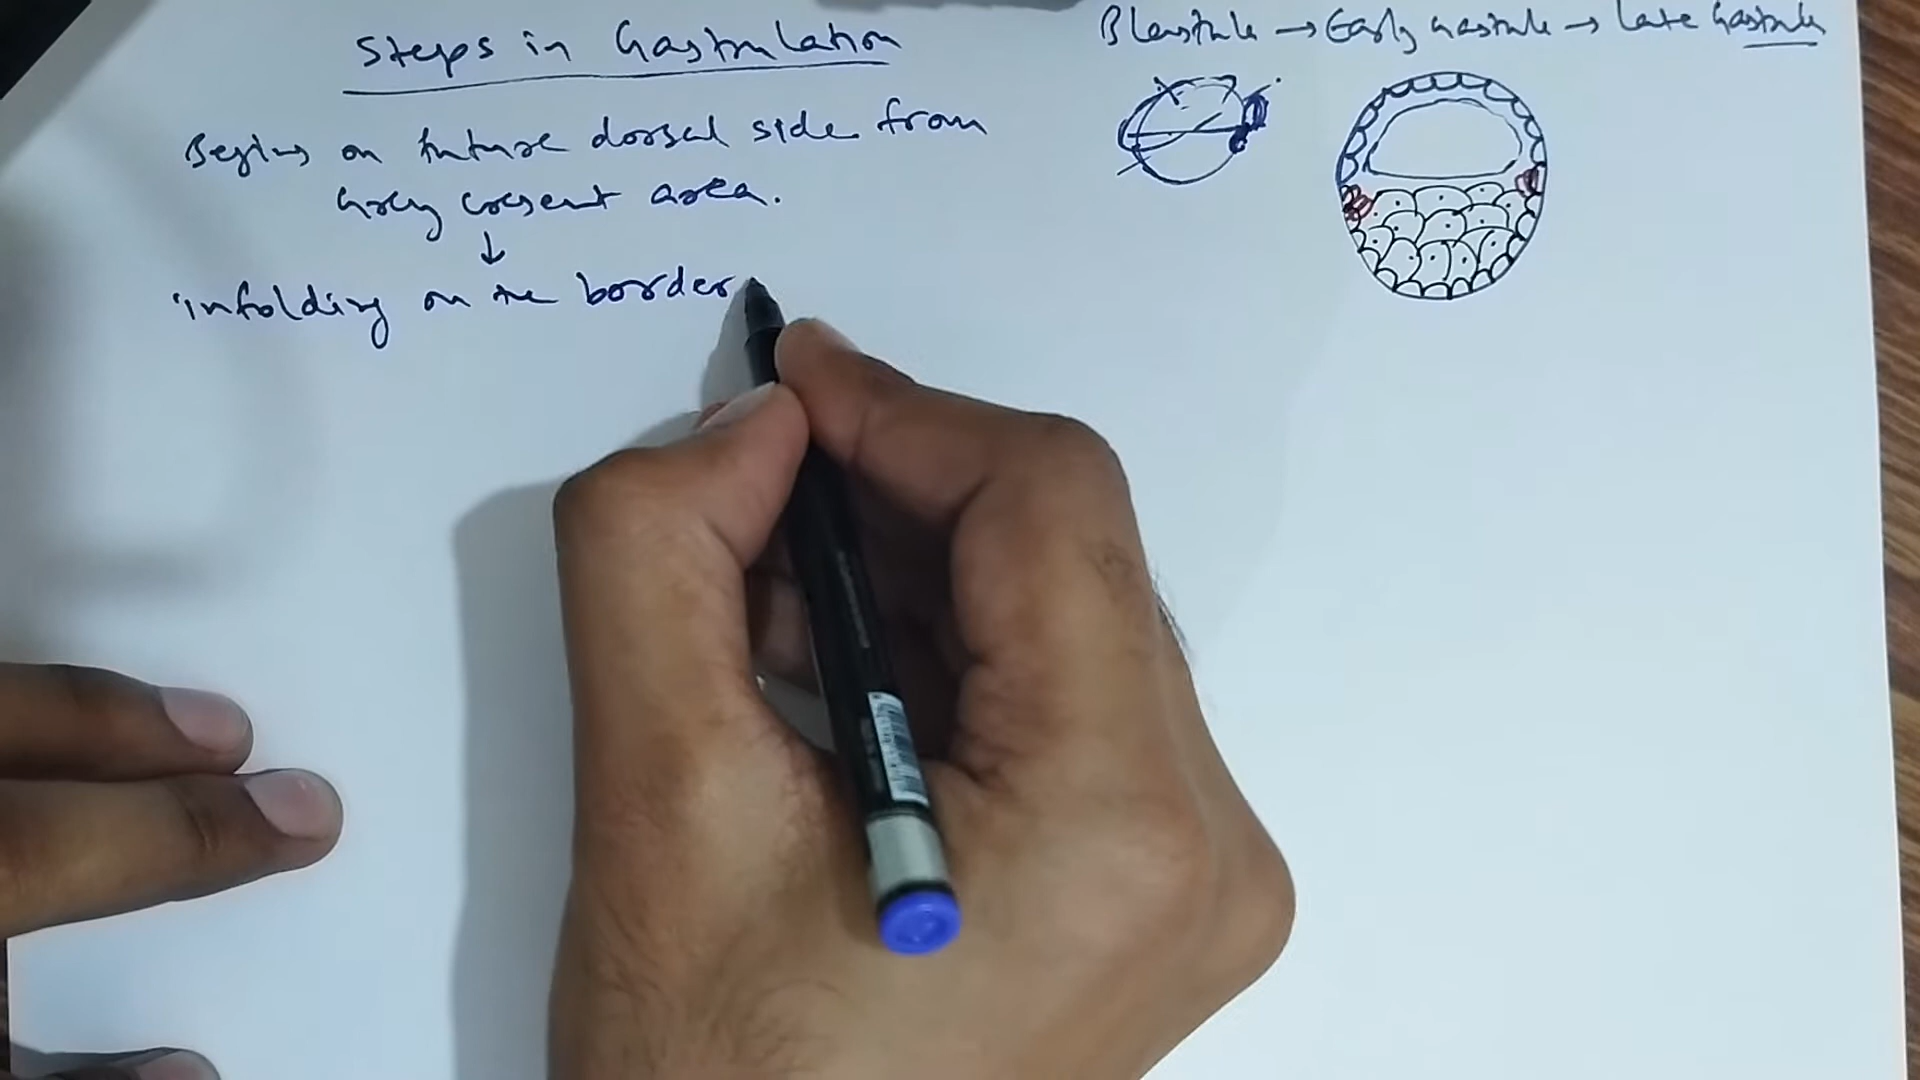 Steps in Gastrulation
Blastula → Early Gastrula → Late Gastrula
Begins on future dorsal side from
Grey cresent area.
↓
infolding on the border